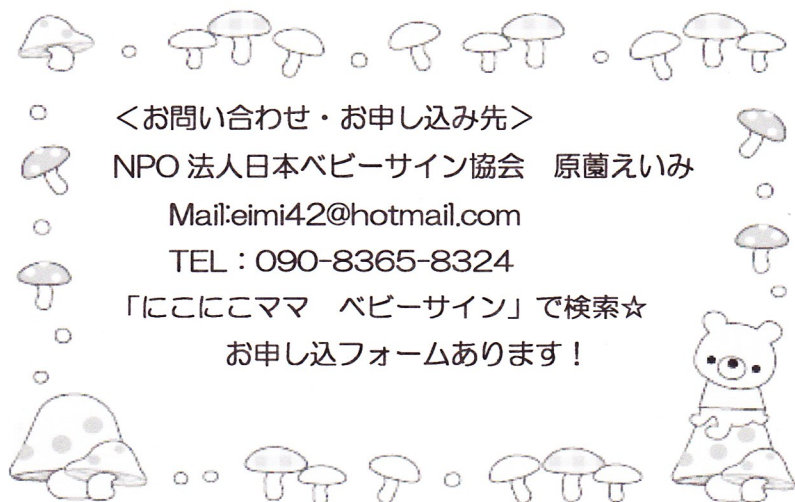 ＜お問い合わせ・お申し込み先＞
NPO 法人日本ベビーサイン協会　原薗えいみ
Mail:eimi42@hotmail.com
TEL：090-8365-8324
「にこにこママ　ベビーサイン」で検索☆
お申し込フォームあります！